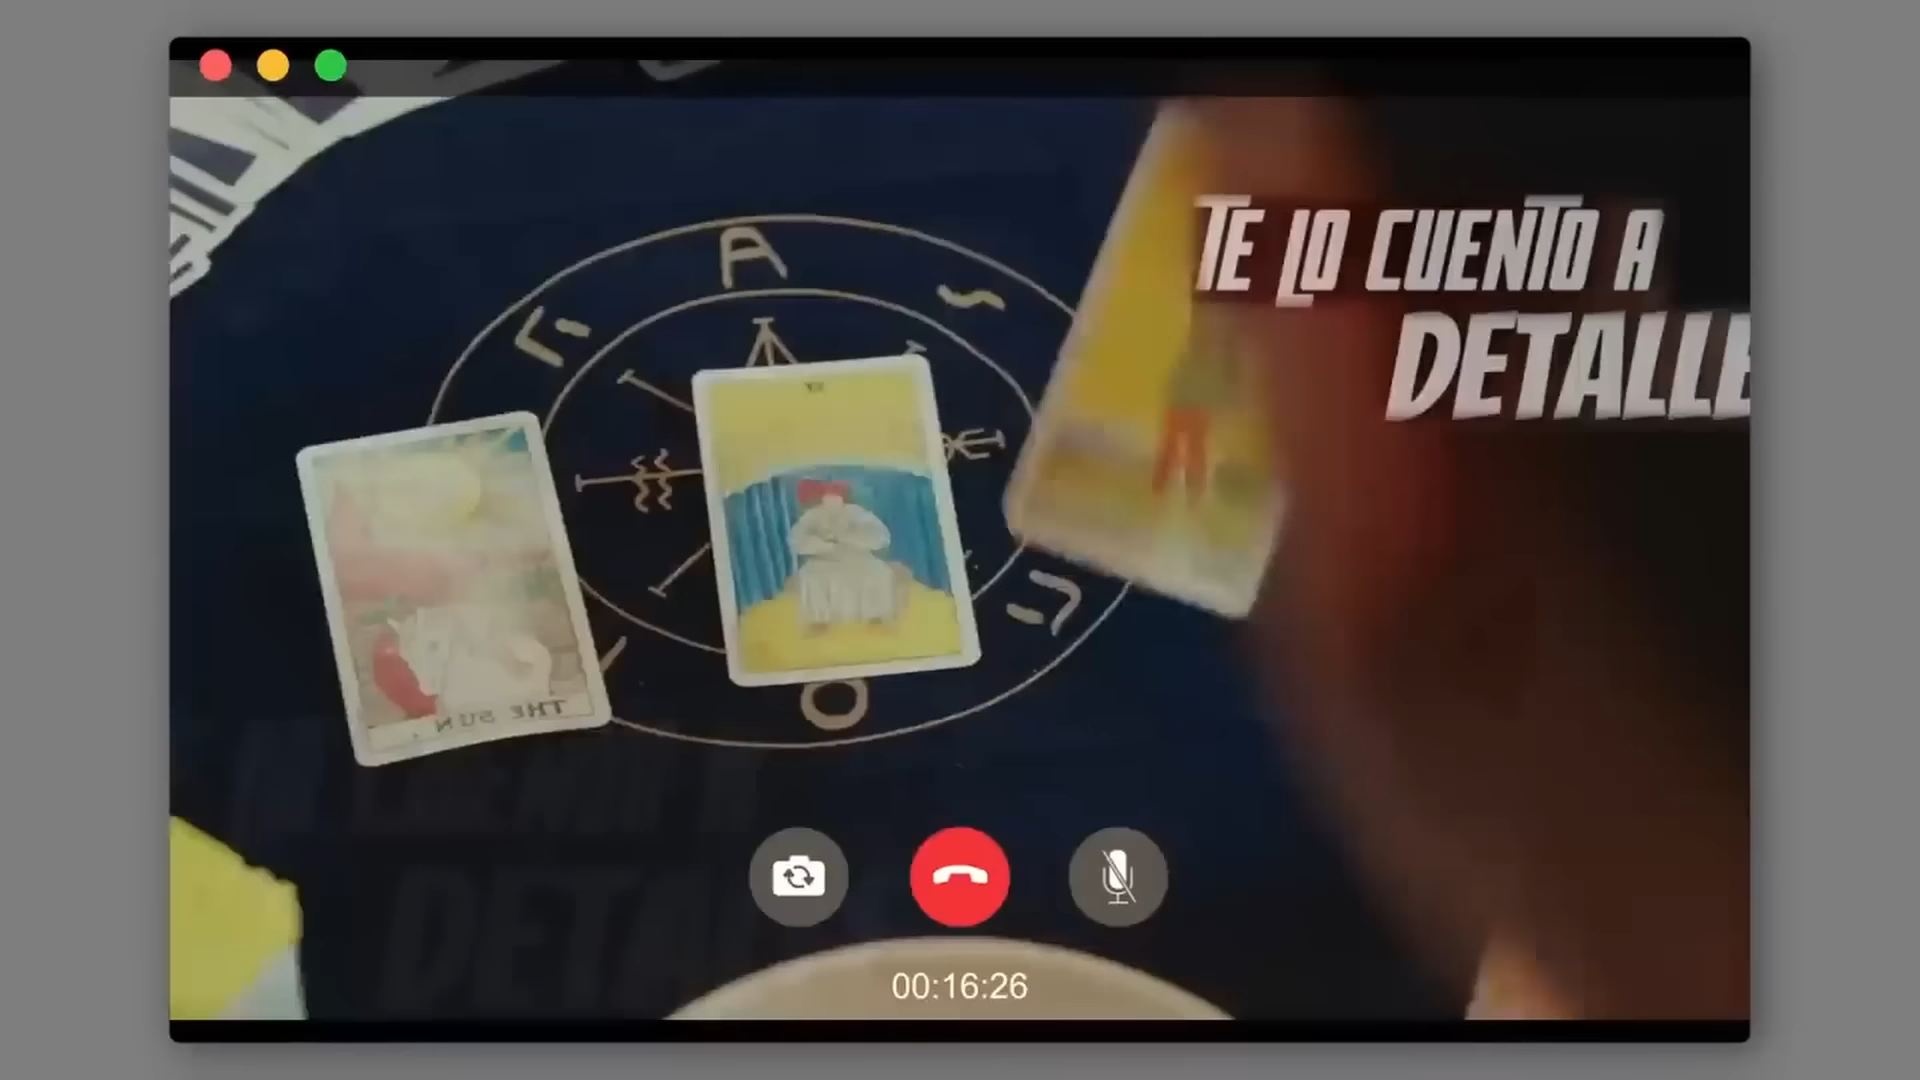 TE LO CUENTO A
DETALLE
A
THE SUN
O
00:16:26